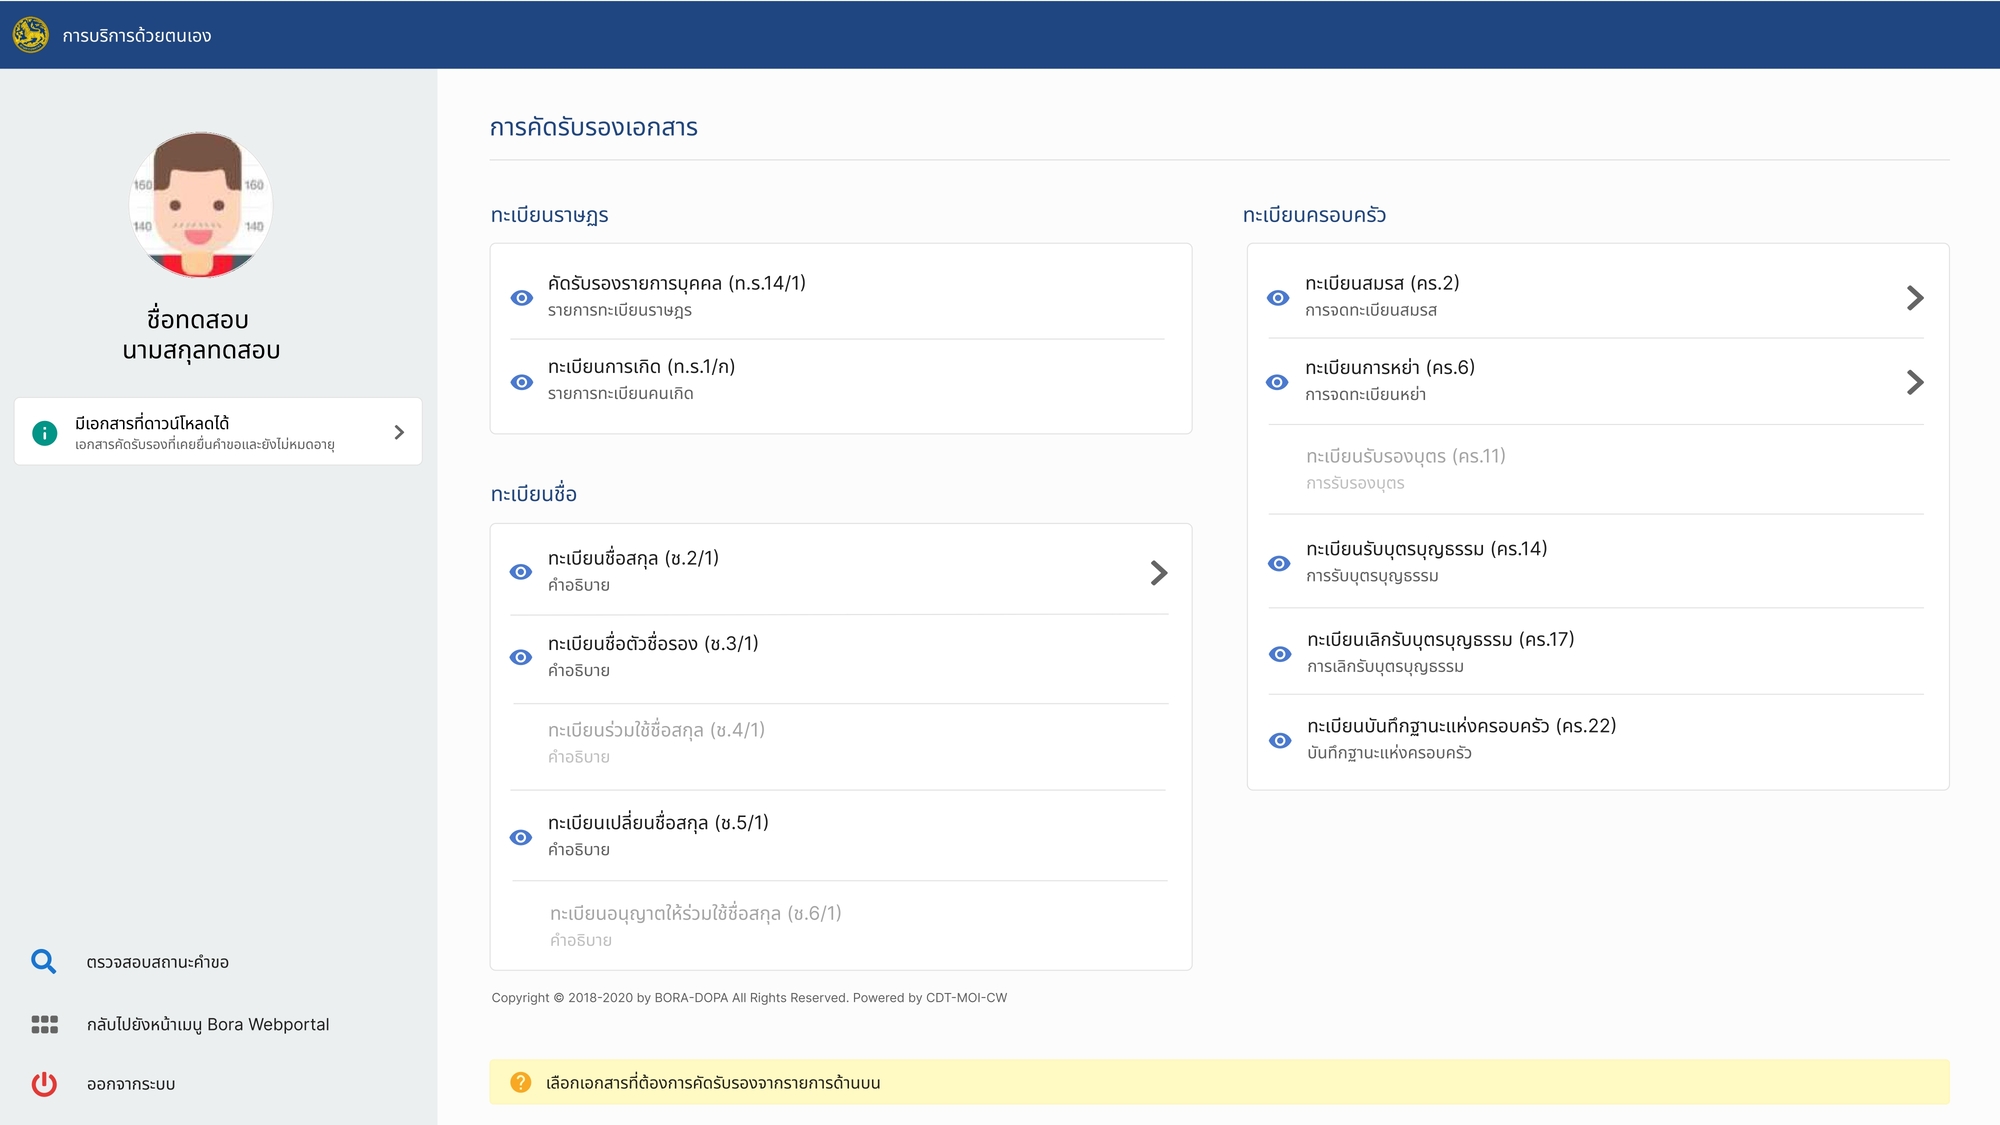 การบริการด้วยตนเอง
160 160
140 140
ชื่อทดสอบ
นามสกุลทดสอบ
มีเอกสารที่ดาวน์โหลดได้
เอกสารคัดรับรองที่เคยยื่นคำขอและยังไม่หมดอายุ
ตรวจสอบสถานะคำขอ
กลับไปยังหน้าเมนู Bora Webportal
ออกจากระบบ
การคัดรับรองเอกสาร
ทะเบียนราษฏร
คัดรับรองรายการบุคคล (ท.ร.14/1)
รายการทะเบียนราษฎร
ทะเบียนการเกิด (ท.ร.1/ก)
รายการทะเบียนคนเกิด
ทะเบียนชื่อ
ทะเบียนชื่อสกุล (ช.2/1)
คำอธิบาย
ทะเบียนชื่อตัวชื่อรอง (ช.3/1)
คำอธิบาย
ทะเบียนร่วมใช้ชื่อสกุล (ช.4/1)
คำอธิบาย
ทะเบียนเปลี่ยนชื่อสกุล (ช.5/1)
คำอธิบาย
ทะเบียนอนุญาตให้ร่วมใช้ชื่อสกุล (ช.6/1)
คำอธิบาย
ทะเบียนครอบครัว
ทะเบียนสมรส (คร.2)
การจดทะเบียนสมรส
ทะเบียนการหย่า (คร.6)
การจดทะเบียนหย่า
ทะเบียนรับรองบุตร (คร.11)
การรับรองบุตร
ทะเบียนรับบุตรบุญธรรม (คร.14)
การรับบุตรบุญธรรม
ทะเบียนเลิกรับบุตรบุญธรรม (คร.17)
การเลิกรับบุตรบุญธรรม
ทะเบียนบันทึกฐานะแห่งครอบครัว (คร.22)
บันทึกฐานะแห่งครอบครัว
Copyright © 2018-2020 by BORA-DOPA All Rights Reserved. Powered by CDT-MOI-CW
เลือกเอกสารที่ต้องการคัดรับรองจากรายการด้านบน